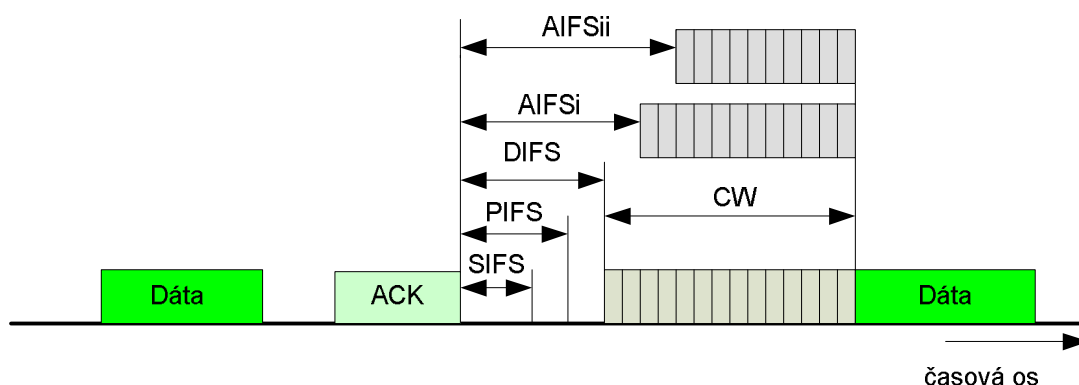 AIFSii
AIFSi
DIFS
PIFS
CW
SIFS
Dáta
ACK
Dáta
časová os